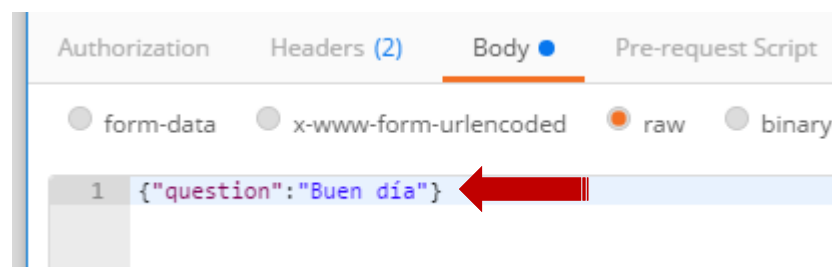 Authorization Headers (2) Body Pre-request Script
form-data x-www-form-urlencoded raw binary
1 {"question":"Buen día"}